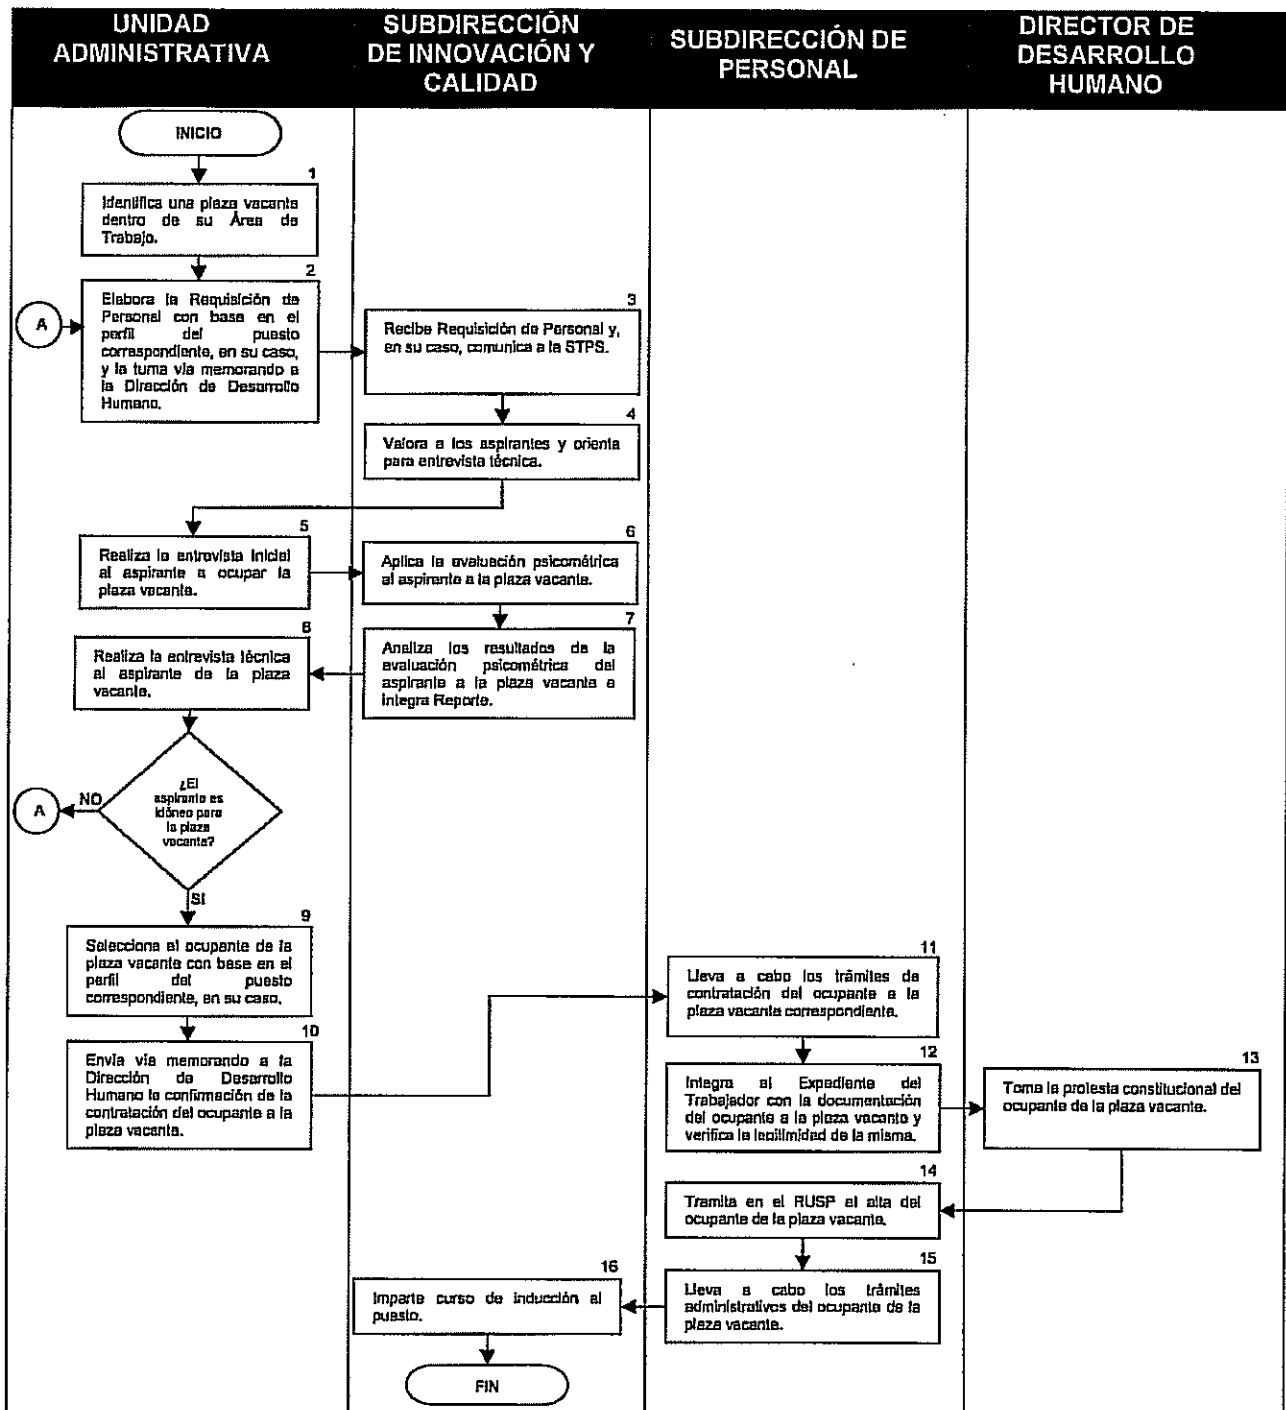 UNIDAD
ADMINISTRATIVA
SUBDIRECCIÓN
DE INNOVACIÓN Y
CALIDAD
SUBDIRECCIÓN DE
PERSONAL
DIRECTOR DE
DESARROLLO
HUMANO
INICIO
1
Identifica una plaza vacante
dentro de su Área de
Trabajo.
2
Elabora la Requisición de
Personal con base en el
perfil del puesto
correspondiente, en su caso,
y la turna vía memorando a
la Dirección de Desarrollo
Humano.
A
3
Recibe Requisición de Personal y,
en su caso, comunica a la STPS.
4
Valora a los aspirantes y orienta
para entrevista técnica.
5
Realiza la entrevista Inicial
al aspirante a ocupar la
plaza vacante.
6
Aplica la evaluación psicométrica
al aspirante a la plaza vacante.
7
Analiza los resultados de la
evaluación psicométrica del
aspirante a la plaza vacante e
integra Reporte.
8
Realiza la entrevista técnica
al aspirante de la plaza
vacante.
¿El
aspirante es
idóneo para
la plaza
vacante?
NO
A
SI
9
Selecciona el ocupante de la
plaza vacante con base en el
perfil del puesto
correspondiente, en su caso.
10
Envía vía memorando a la
Dirección de Desarrollo
Humano la confirmación de la
contratación del ocupante a la
plaza vacante.
11
Lleva a cabo los trámites de
contratación del ocupante a la
plaza vacante correspondiente.
12
Integra el Expediente del
Trabajador con la documentación
del ocupante a la plaza vacante y
verifica la legitimidad de la misma.
13
Toma la protesta constitucional del
ocupante de la plaza vacante.
14
Tramita en el RUSP el alta del
ocupante de la plaza vacante.
15
Lleva a cabo los trámites
administrativos del ocupante de la
plaza vacante.
16
Imparte curso de inducción al
puesto.
FIN